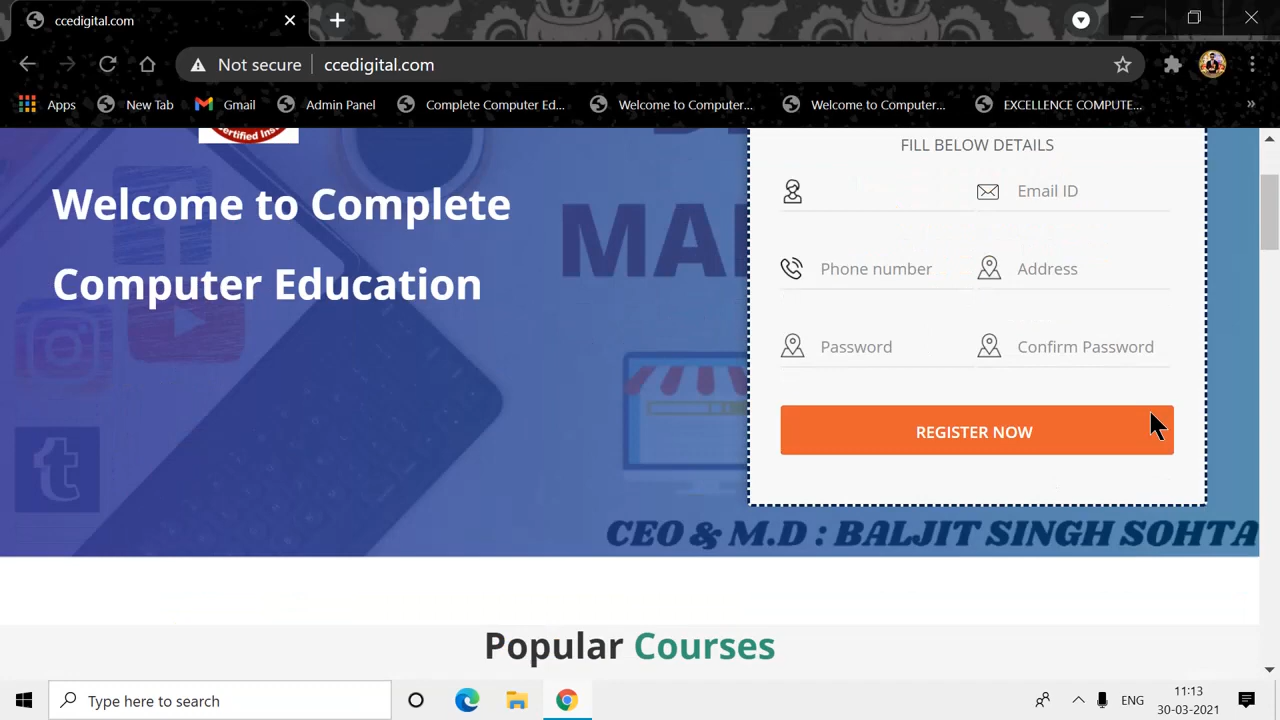 ccedigital.com
Not secure
ccedigital.com
Apps
New Tab
Gmail
Admin Panel
Complete Computer Ed...
Welcome to Computer...
Welcome to Computer...
EXCELLENCE COMPUTE...
»
FILL BELOW DETAILS
Email ID
Phone number
Address
Password
Confirm Password
REGISTER NOW
Welcome to Complete
Computer Education
MAR
CEO & M.D : BALJIT SINGH SOHTA
Popular Courses
Type here to search
ENG
11:13
30-03-2021